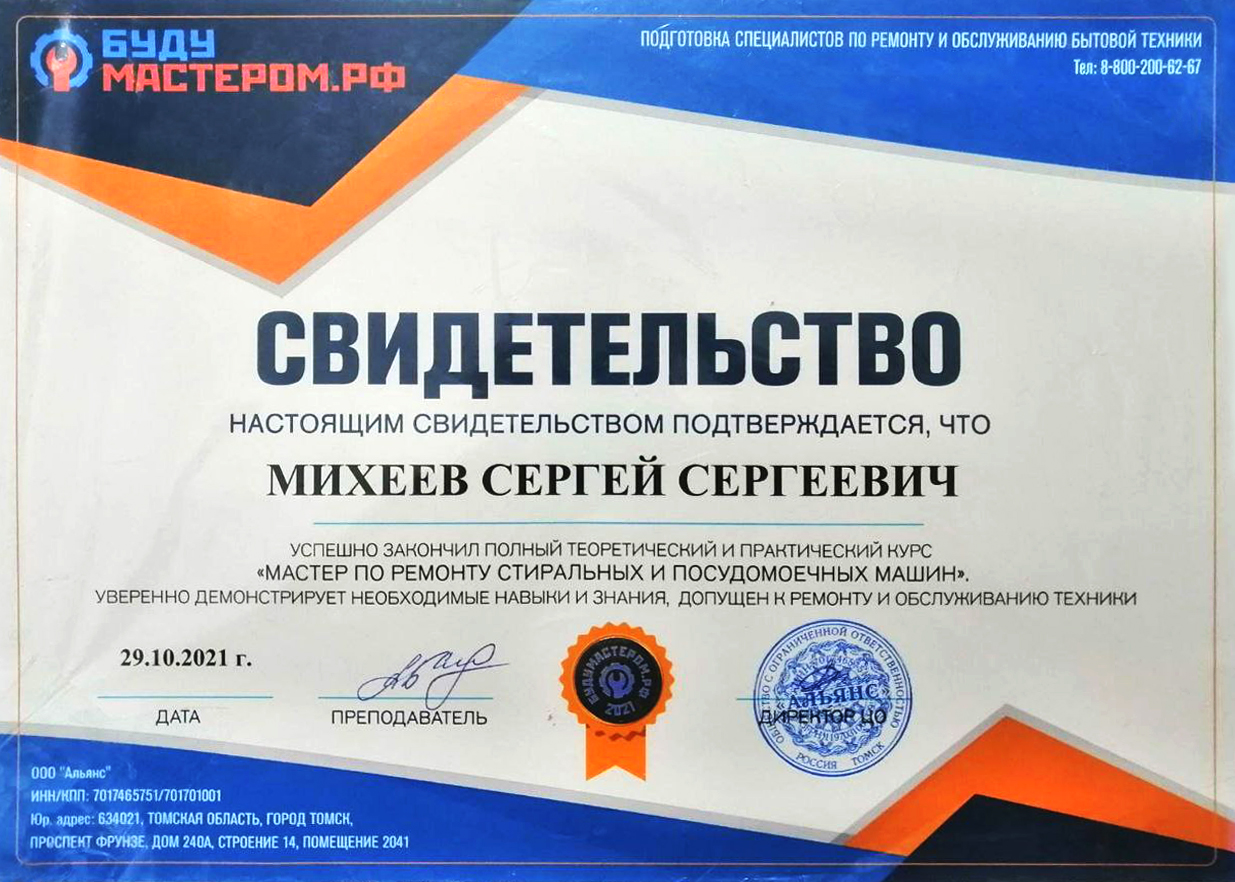 БУДУ
МАСТЕРОМ.РФ
ПОДГОТОВКА СПЕЦИАЛИСТОВ ПО РЕМОНТУ И ОБСЛУЖИВАНИЮ БЫТОВОЙ ТЕХНИКИ
Тел: 8-800-200-62-67
СВИДЕТЕЛЬСТВО
НАСТОЯЩИМ СВИДЕТЕЛЬСТВОМ ПОДТВЕРЖДАЕТСЯ, ЧТО
МИХЕЕВ СЕРГЕЙ СЕРГЕЕВИЧ
УСПЕШНО ЗАКОНЧИЛ ПОЛНЫЙ ТЕОРЕТИЧЕСКИЙ И ПРАКТИЧЕСКИЙ КУРС
«МАСТЕР ПО РЕМОНТУ СТИРАЛЬНЫХ И ПОСУДОМОЕЧНЫХ МАШИН».
УВЕРЕННО ДЕМОНСТРИРУЕТ НЕОБХОДИМЫЕ НАВЫКИ И ЗНАНИЯ, ДОПУЩЕН К РЕМОНТУ И ОБСЛУЖИВАНИЮ ТЕХНИКИ
29.10.2021 г.
ДАТА
ПРЕПОДАВАТЕЛЬ
БУДУМАСТЕРОМ.РФ
2021
ОБЩЕСТВО С ОГРАНИЧЕННОЙ ОТВЕТСТВЕННОСТЬЮ
АЛЬЯНС
РОССИЯ ТОМСК
ДИРЕКТОР ЦО
ООО "Альянс"
ИНН/КПП: 7017465751/701701001
Юр. адрес: 634021, ТОМСКАЯ ОБЛАСТЬ, ГОРОД ТОМСК,
ПРОСПЕКТ ФРУНЗЕ, ДОМ 240А, СТРОЕНИЕ 14, ПОМЕЩЕНИЕ 2041